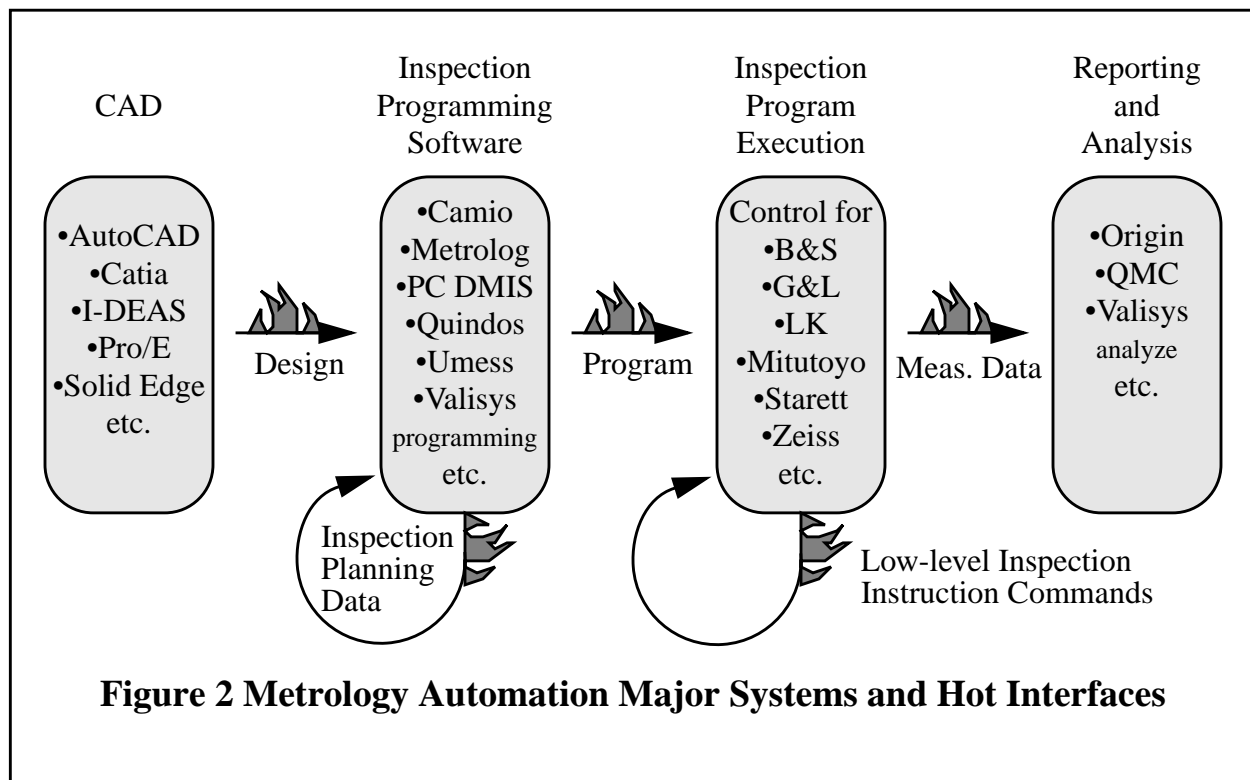 CAD
Inspection
Programming
Software
Inspection
Program
Execution
Reporting
and
Analysis
•AutoCAD
•Catia
•I-DEAS
•Pro/E
•Solid Edge
etc.
Design
•Camio
•Metrolog
•PC DMIS
•Quindos
•Umess
•Valisys
programming
etc.
Inspection
Planning
Data
Program
Control for
•B&S
•G&L
•LK
•Mitutoyo
•Starett
•Zeiss
etc.
Low-level Inspection
Instruction Commands
Meas. Data
•Origin
•QMC
•Valisys
analyze
etc.
Figure 2 Metrology Automation Major Systems and Hot Interfaces